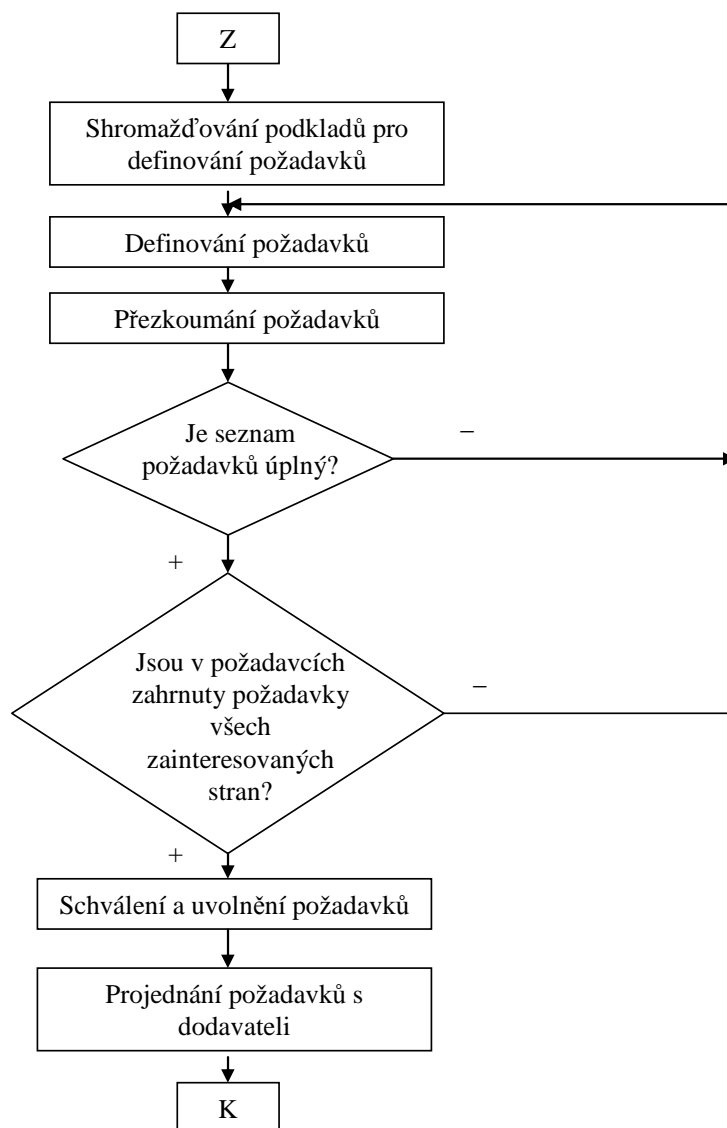 Z
Shromažďování podkladů pro
definování požadavků
Definování požadavků
Přezkoumání požadavků
Je seznam
požadavků úplný?
–
+
Jsou v požadavcích
zahrnuty požadavky
všech
zainteresovaných
stran?
–
+
Schválení a uvolnění požadavků
Projednání požadavků s
dodavateli
K